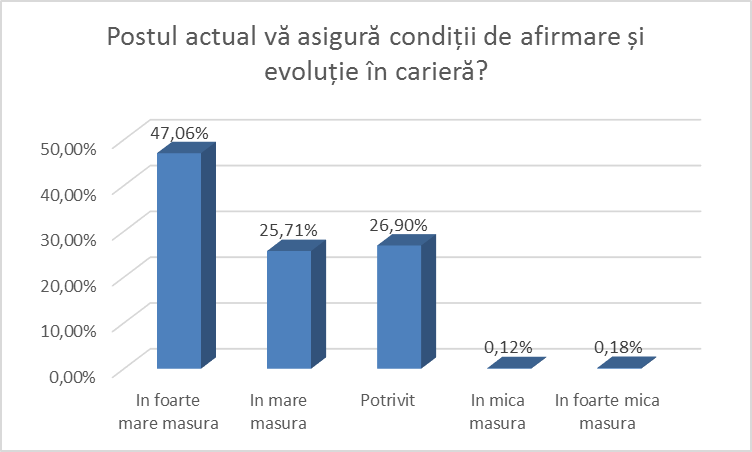 Postul actual vă asigură condiții de afirmare și
evoluție în carieră?
47,06%
25,71%
26,90%
0,12%
0,18%
50,00%
40,00%
30,00%
20,00%
10,00%
0,00%
In foarte
mare masura
In mare
masura
Potrivit
In mica
masura
In foarte mica
masura